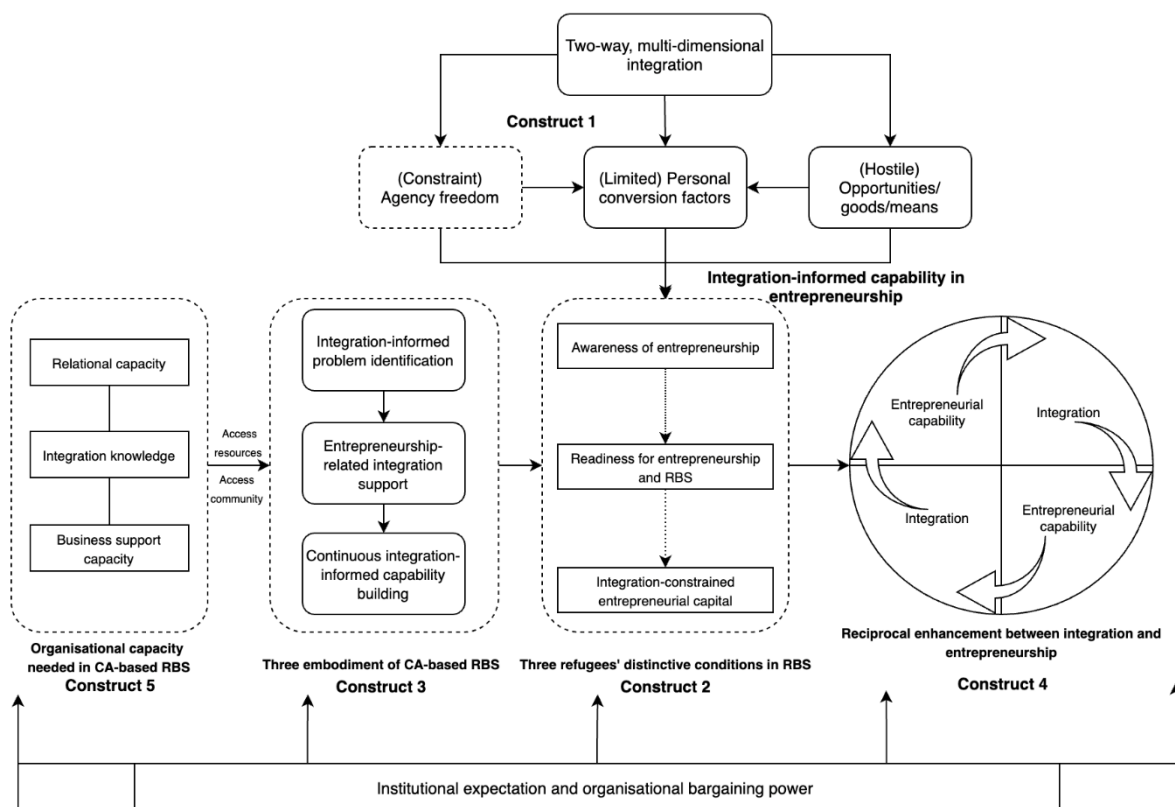 Two-way, multi-dimensional
integration
Construct 1
(Constraint)
Agency freedom
(Limited) Personal
conversion factors
(Hostile)
Opportunities/
goods/means
Integration-informed capability in
entrepreneurship
Relational capacity
Integration knowledge
Business support
capacity
Access
resources
Access
community
Integration-informed
problem identification
Entrepreneurship-
related integration
support
Continuous integration-
informed capability
building
Awareness of entrepreneurship
Readiness for entrepreneurship
and RBS
Integration-constrained
entrepreneurial capital
Entrepreneurial
capability
Integration
Integration
Entrepreneurial
capability
Organisational capacity
needed in CA-based RBS
Construct 5
Three embodiment of CA-based RBS
Construct 3
Three refugees' distinctive conditions in RBS
Construct 2
Reciprocal enhancement between integration and
entrepreneurship
Construct 4
Institutional expectation and organisational bargaining power